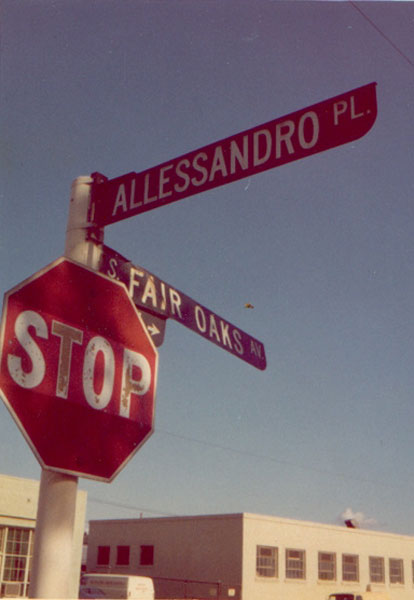 ALLESSANDRO PL.
S. FAIR OAKS AV.
STOP